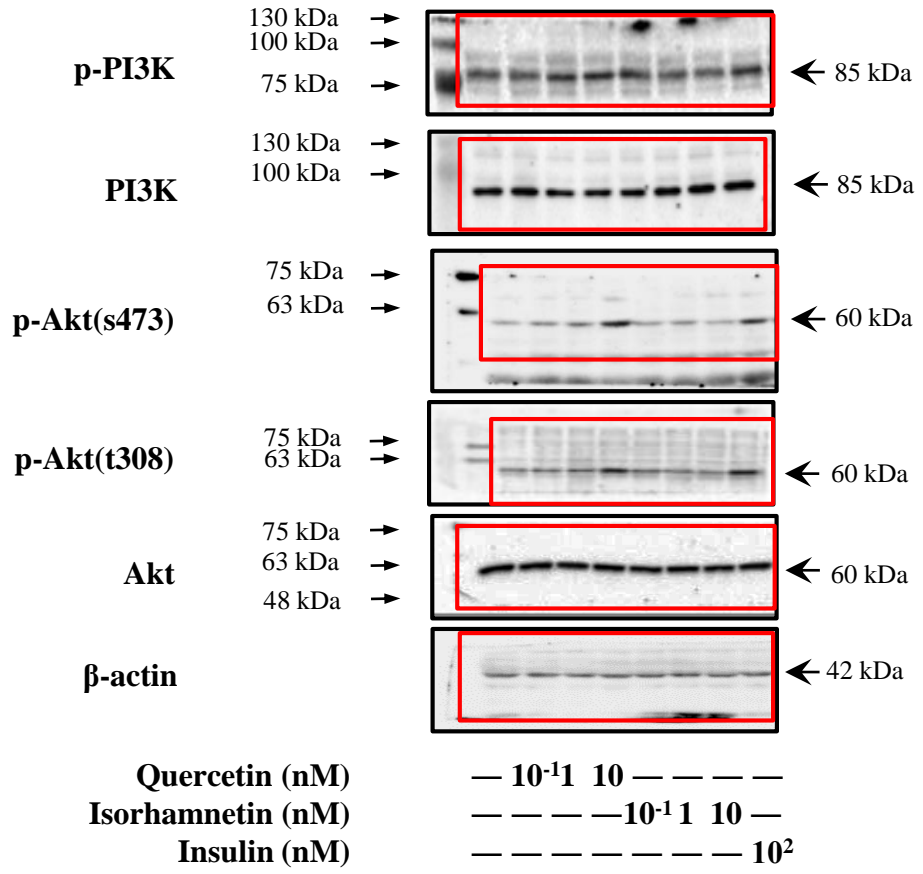 130 kDa
100 kDa
p-PI3K
75 kDa
85 kDa
130 kDa
100 kDa
PI3K
85 kDa
75 kDa
63 kDa
p-Akt(s473)
60 kDa
75 kDa
p-Akt(t308)
63 kDa
60 kDa
75 kDa
Akt
63 kDa
60 kDa
48 kDa
β-actin
42 kDa
Quercetin (nM) — 10⁻¹ 1 10 — — — —
Isorhamnetin (nM) — — — — 10⁻¹ 1 10 —
Insulin (nM) — — — — — — — 10²